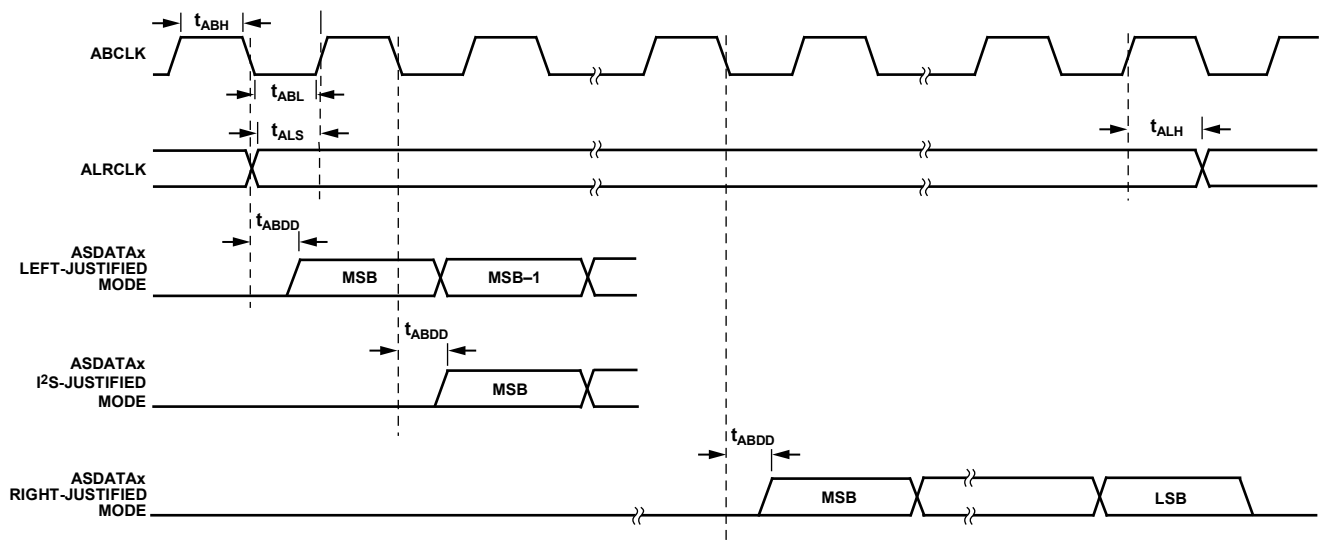 tABH
ABCLK
tABL
tALS
tALH
ALRCLK
tABDD
ASDATAx
LEFT-JUSTIFIED
MODE
MSB
MSB–1
tABDD
ASDATAx
I²S-JUSTIFIED
MODE
MSB
tABDD
ASDATAx
RIGHT-JUSTIFIED
MODE
MSB
LSB